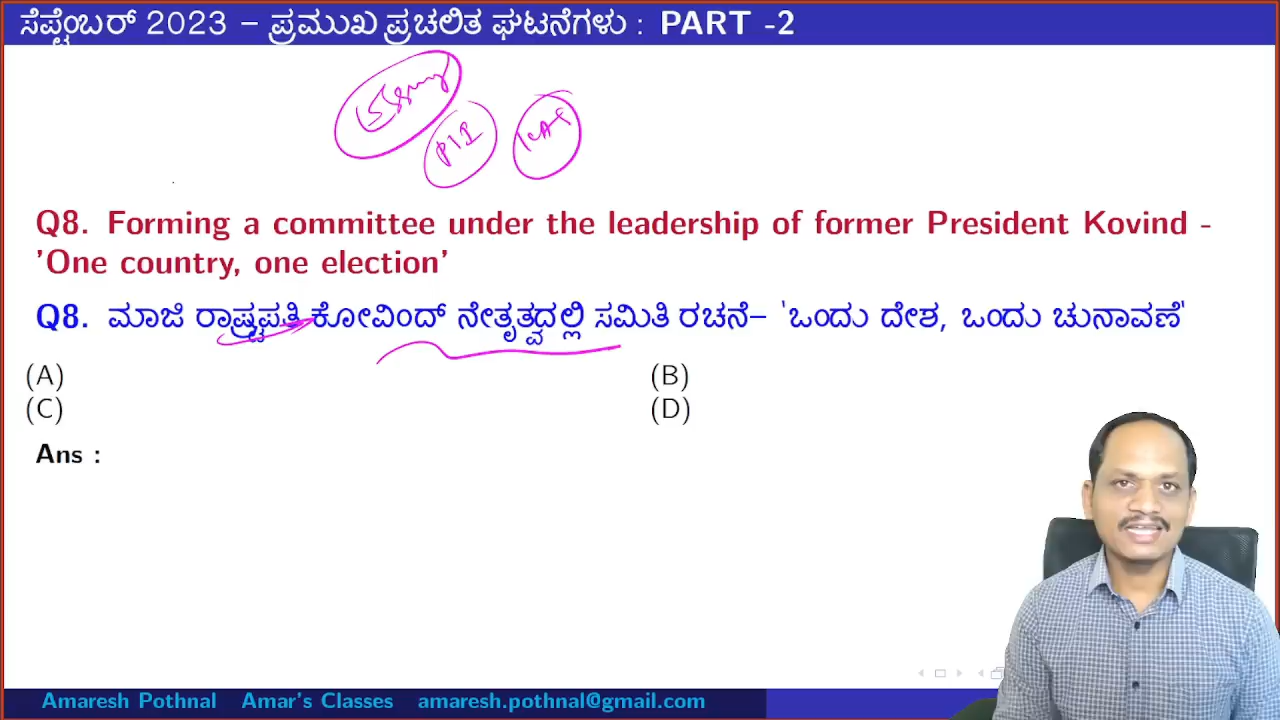 ಸೆಪ್ಟೆಂಬರ್ 2023 – ಪ್ರಮುಖ ಪ್ರಚಲಿತ ಘಟನೆಗಳು : PART -2
PIB
Q8. Forming a committee under the leadership of former President Kovind -
'One country, one election'
Q8. ಮಾಜಿ ರಾಷ್ಟ್ರಪತಿ ಕೋವಿಂದ್ ನೇತೃತ್ವದಲ್ಲಿ ಸಮಿತಿ ರಚನೆ– 'ಒಂದು ದೇಶ, ಒಂದು ಚುನಾವಣೆ'
(A) (B)
(C) (D)
Ans :
Amaresh Pothnal Amar's Classes amaresh.pothnal@gmail.com